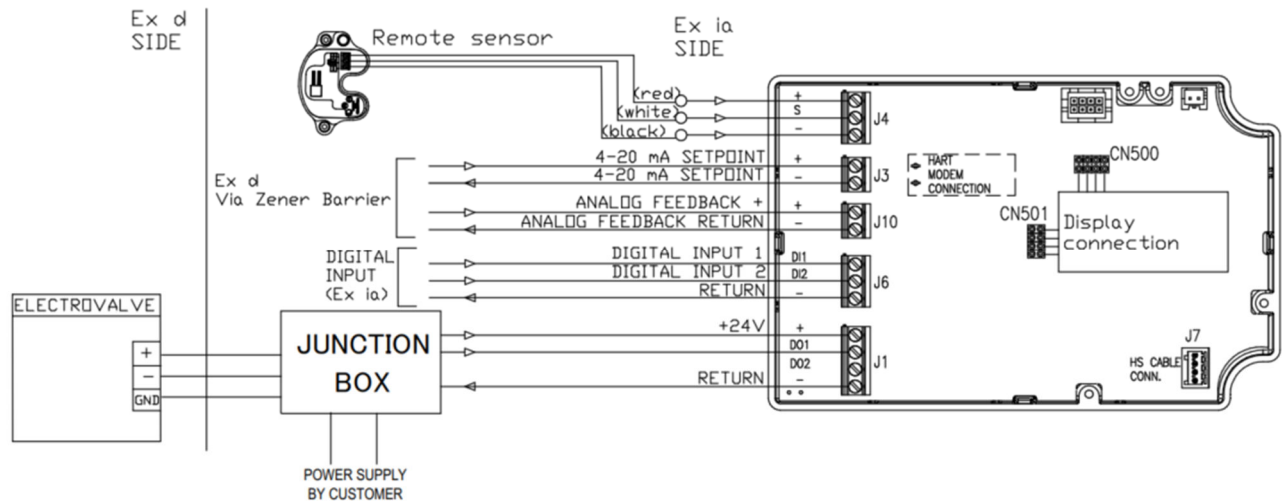 Ex d
SIDE
Remote sensor
Ex ia
SIDE
(red)
(white)
(black)
+
S
-
J4
4-20 mA SETPOINT
+
4-20 mA SETPOINT
-
J3
HART
MODEM
CONNECTION
CN500
Ex d
Via Zener Barrier
ANALOG FEEDBACK +
+
ANALOG FEEDBACK RETURN
-
J10
CN501
Display
connection
DIGITAL
INPUT
(Ex ia)
DIGITAL INPUT 1
DI1
DIGITAL INPUT 2
DI2
RETURN
-
J6
ELECTROVALVE
+
-
GND
JUNCTION
BOX
+24V
+
DO1
DO2
RETURN
-
J1
J7
HS CABLE
CONN.
POWER SUPPLY
BY CUSTOMER